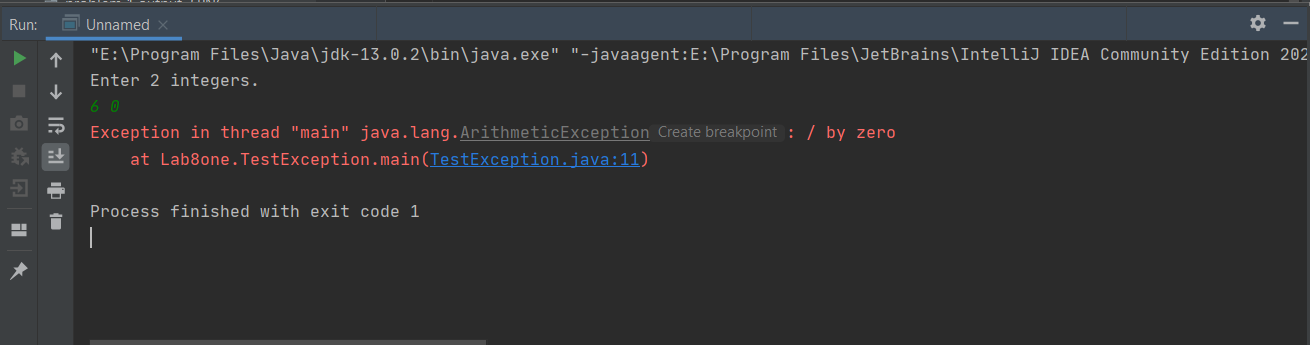 Run: Unnamed
"E:\Program Files\Java\jdk-13.0.2\bin\java.exe" "-javaagent:E:\Program Files\JetBrains\IntelliJ IDEA Community Edition 202
Enter 2 integers.
6 0
Exception in thread "main" java.lang.ArithmeticException Create breakpoint : / by zero
at Lab8one.TestException.main(TestException.java:11)
Process finished with exit code 1